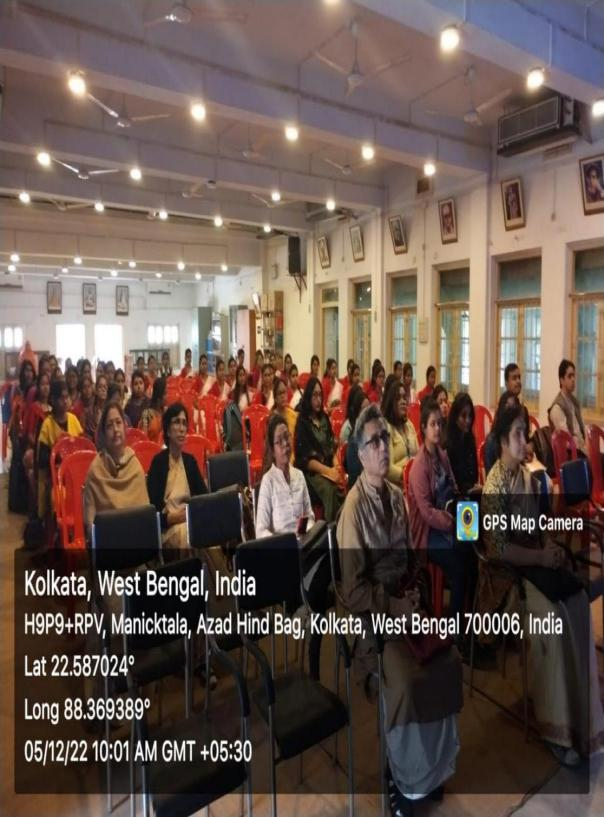 GPS Map Camera
Kolkata, West Bengal, India
H9P9+RPV, Manicktala, Azad Hind Bag, Kolkata, West Bengal 700006, India
Lat 22.587024°
Long 88.369389°
05/12/22 10:01 AM GMT +05:30